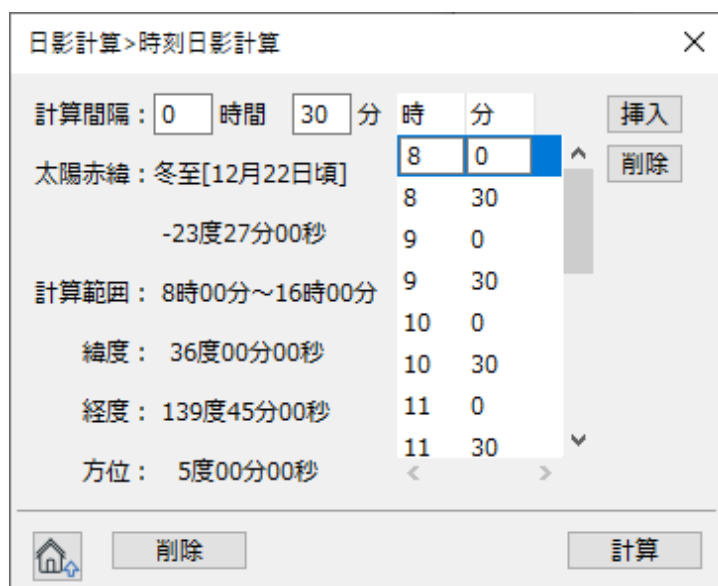 日影計算>時刻日影計算
計算間隔：0 時間 30 分 時 分 挿入
8 0 削除
太陽赤緯：冬至[12月22日頃]
8 30
-23度27分00秒 9 0
計算範囲： 8時00分～16時00分 9 30
10 0
緯度： 36度00分00秒 10 30
経度： 139度45分00秒 11 0
方位： 5度00分00秒 11 30
削除 計算